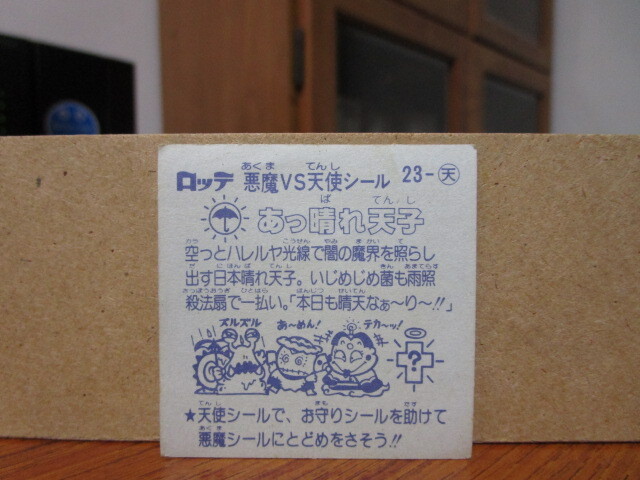 ロッテ 悪魔VS天使シール 23-天
あっ晴れ天子
空っとハレルヤ光線で闇の魔界を照らし
出す日本晴れ天子。いじめじめ菌も雨照
殺法扇で一払い。「本日も晴天なぁ〜り〜!!」
ズルズル あ〜めん! テカ〜ッ!
?
★天使シールで、お守りシールを助けて
悪魔シールにとどめをさそう!!